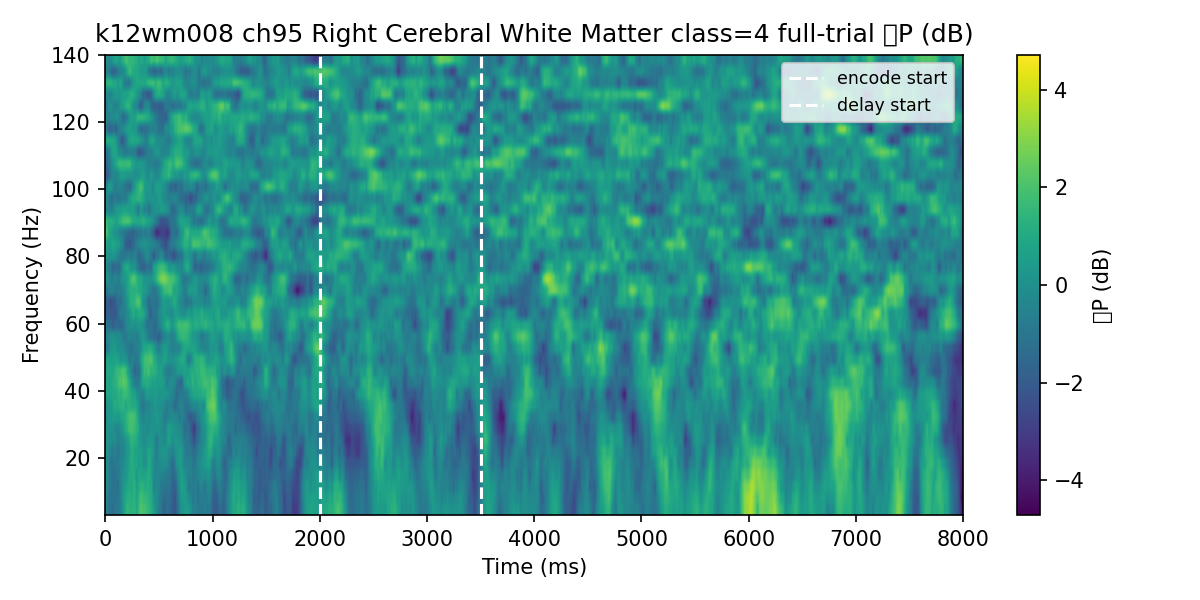 k12wm008 ch95 Right Cerebral White Matter class=4 full-trial ▯P (dB)
140
120
100
80
60
40
20
Frequency (Hz)
encode start
delay start
0 1000 2000 3000 4000 5000 6000 7000 8000
Time (ms)
4
2
0
−2
−4
▯P (dB)